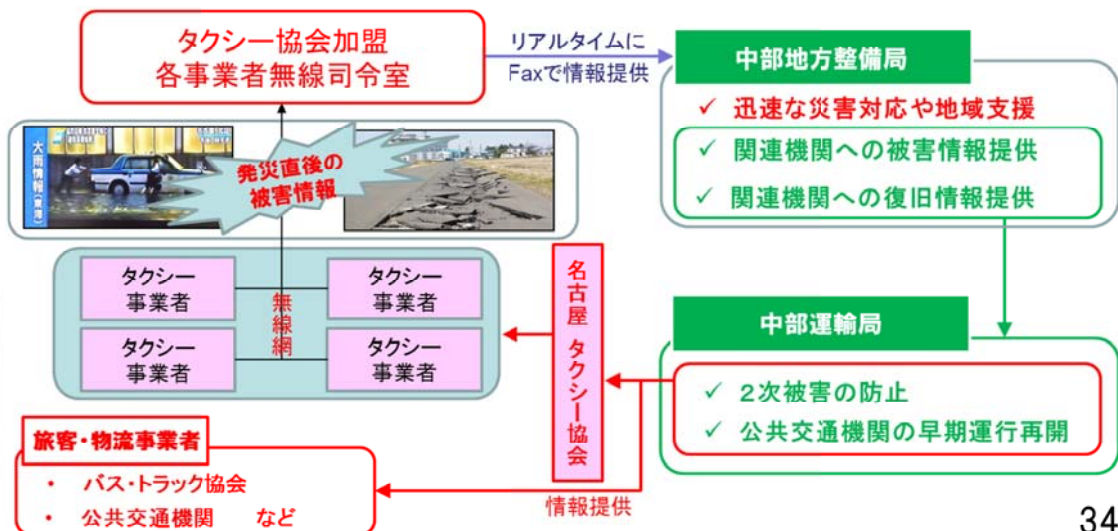 タクシー協会加盟
各事業者無線司令室
リアルタイムに
Faxで情報提供
中部地方整備局
✓ 迅速な災害対応や地域支援
✓ 関連機関への被害情報提供
✓ 関連機関への復旧情報提供
大雨情報(東海)
発災直後の
被害情報
タクシー
事業者
タクシー
事業者
無線網
タクシー
事業者
タクシー
事業者
名古屋 タクシー協会
中部運輸局
✓ 2次被害の防止
✓ 公共交通機関の早期運行再開
旅客・物流事業者
・ バス・トラック協会
・ 公共交通機関 など
情報提供
34